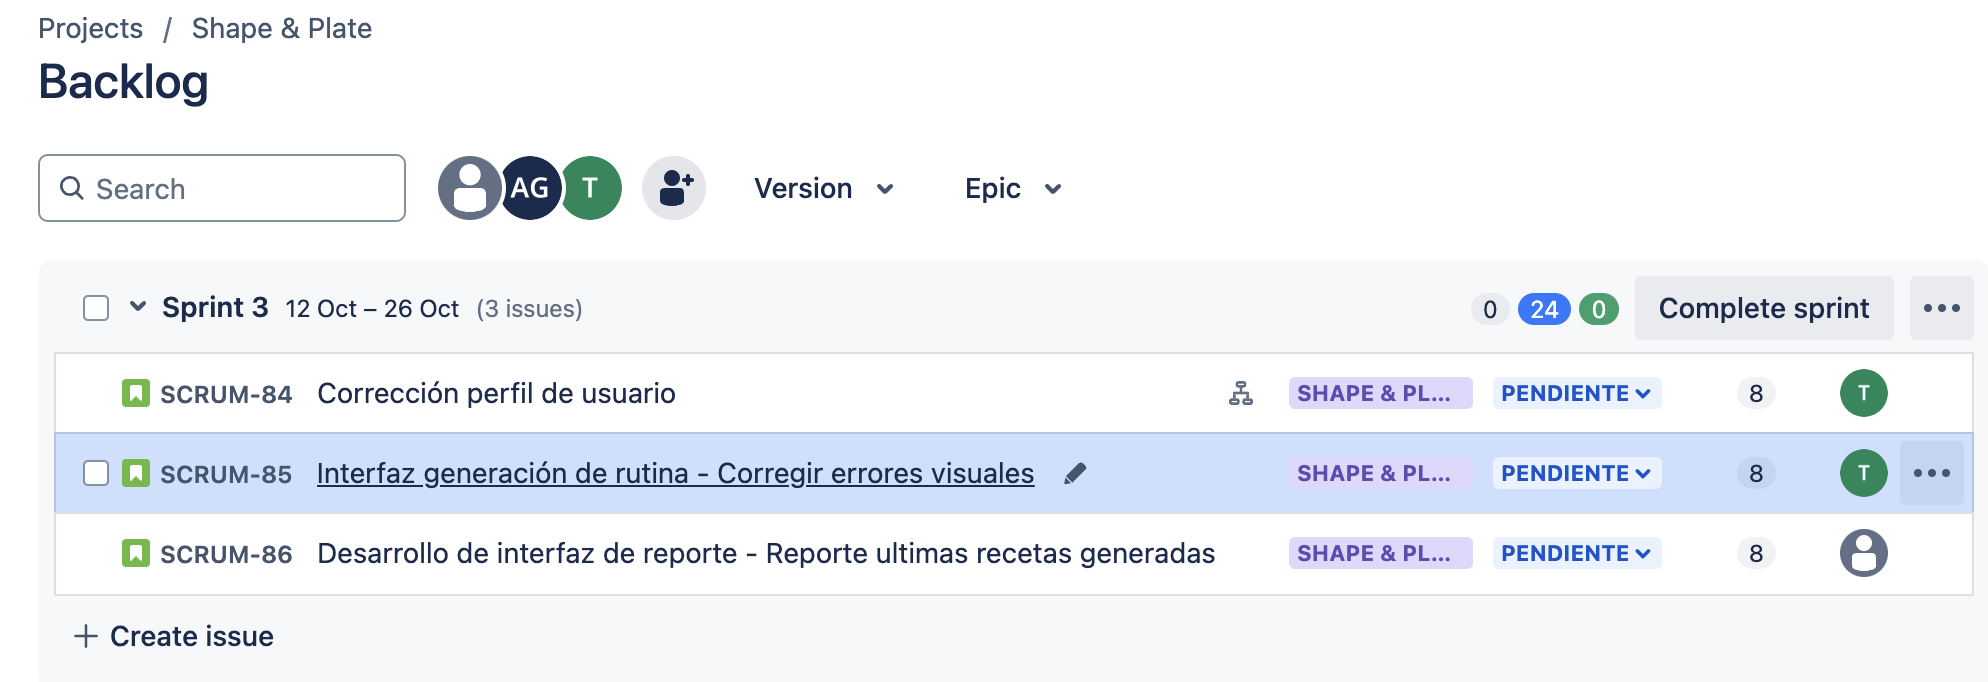 Projects / Shape & Plate
Backlog
Search AG T Version Epic
Sprint 3 12 Oct – 26 Oct (3 issues) 0 24 0 Complete sprint
SCRUM-84 Corrección perfil de usuario SHAPE & PL... PENDIENTE 8 T
SCRUM-85 Interfaz generación de rutina - Corregir errores visuales SHAPE & PL... PENDIENTE 8 T
SCRUM-86 Desarrollo de interfaz de reporte - Reporte ultimas recetas generadas SHAPE & PL... PENDIENTE 8
+ Create issue